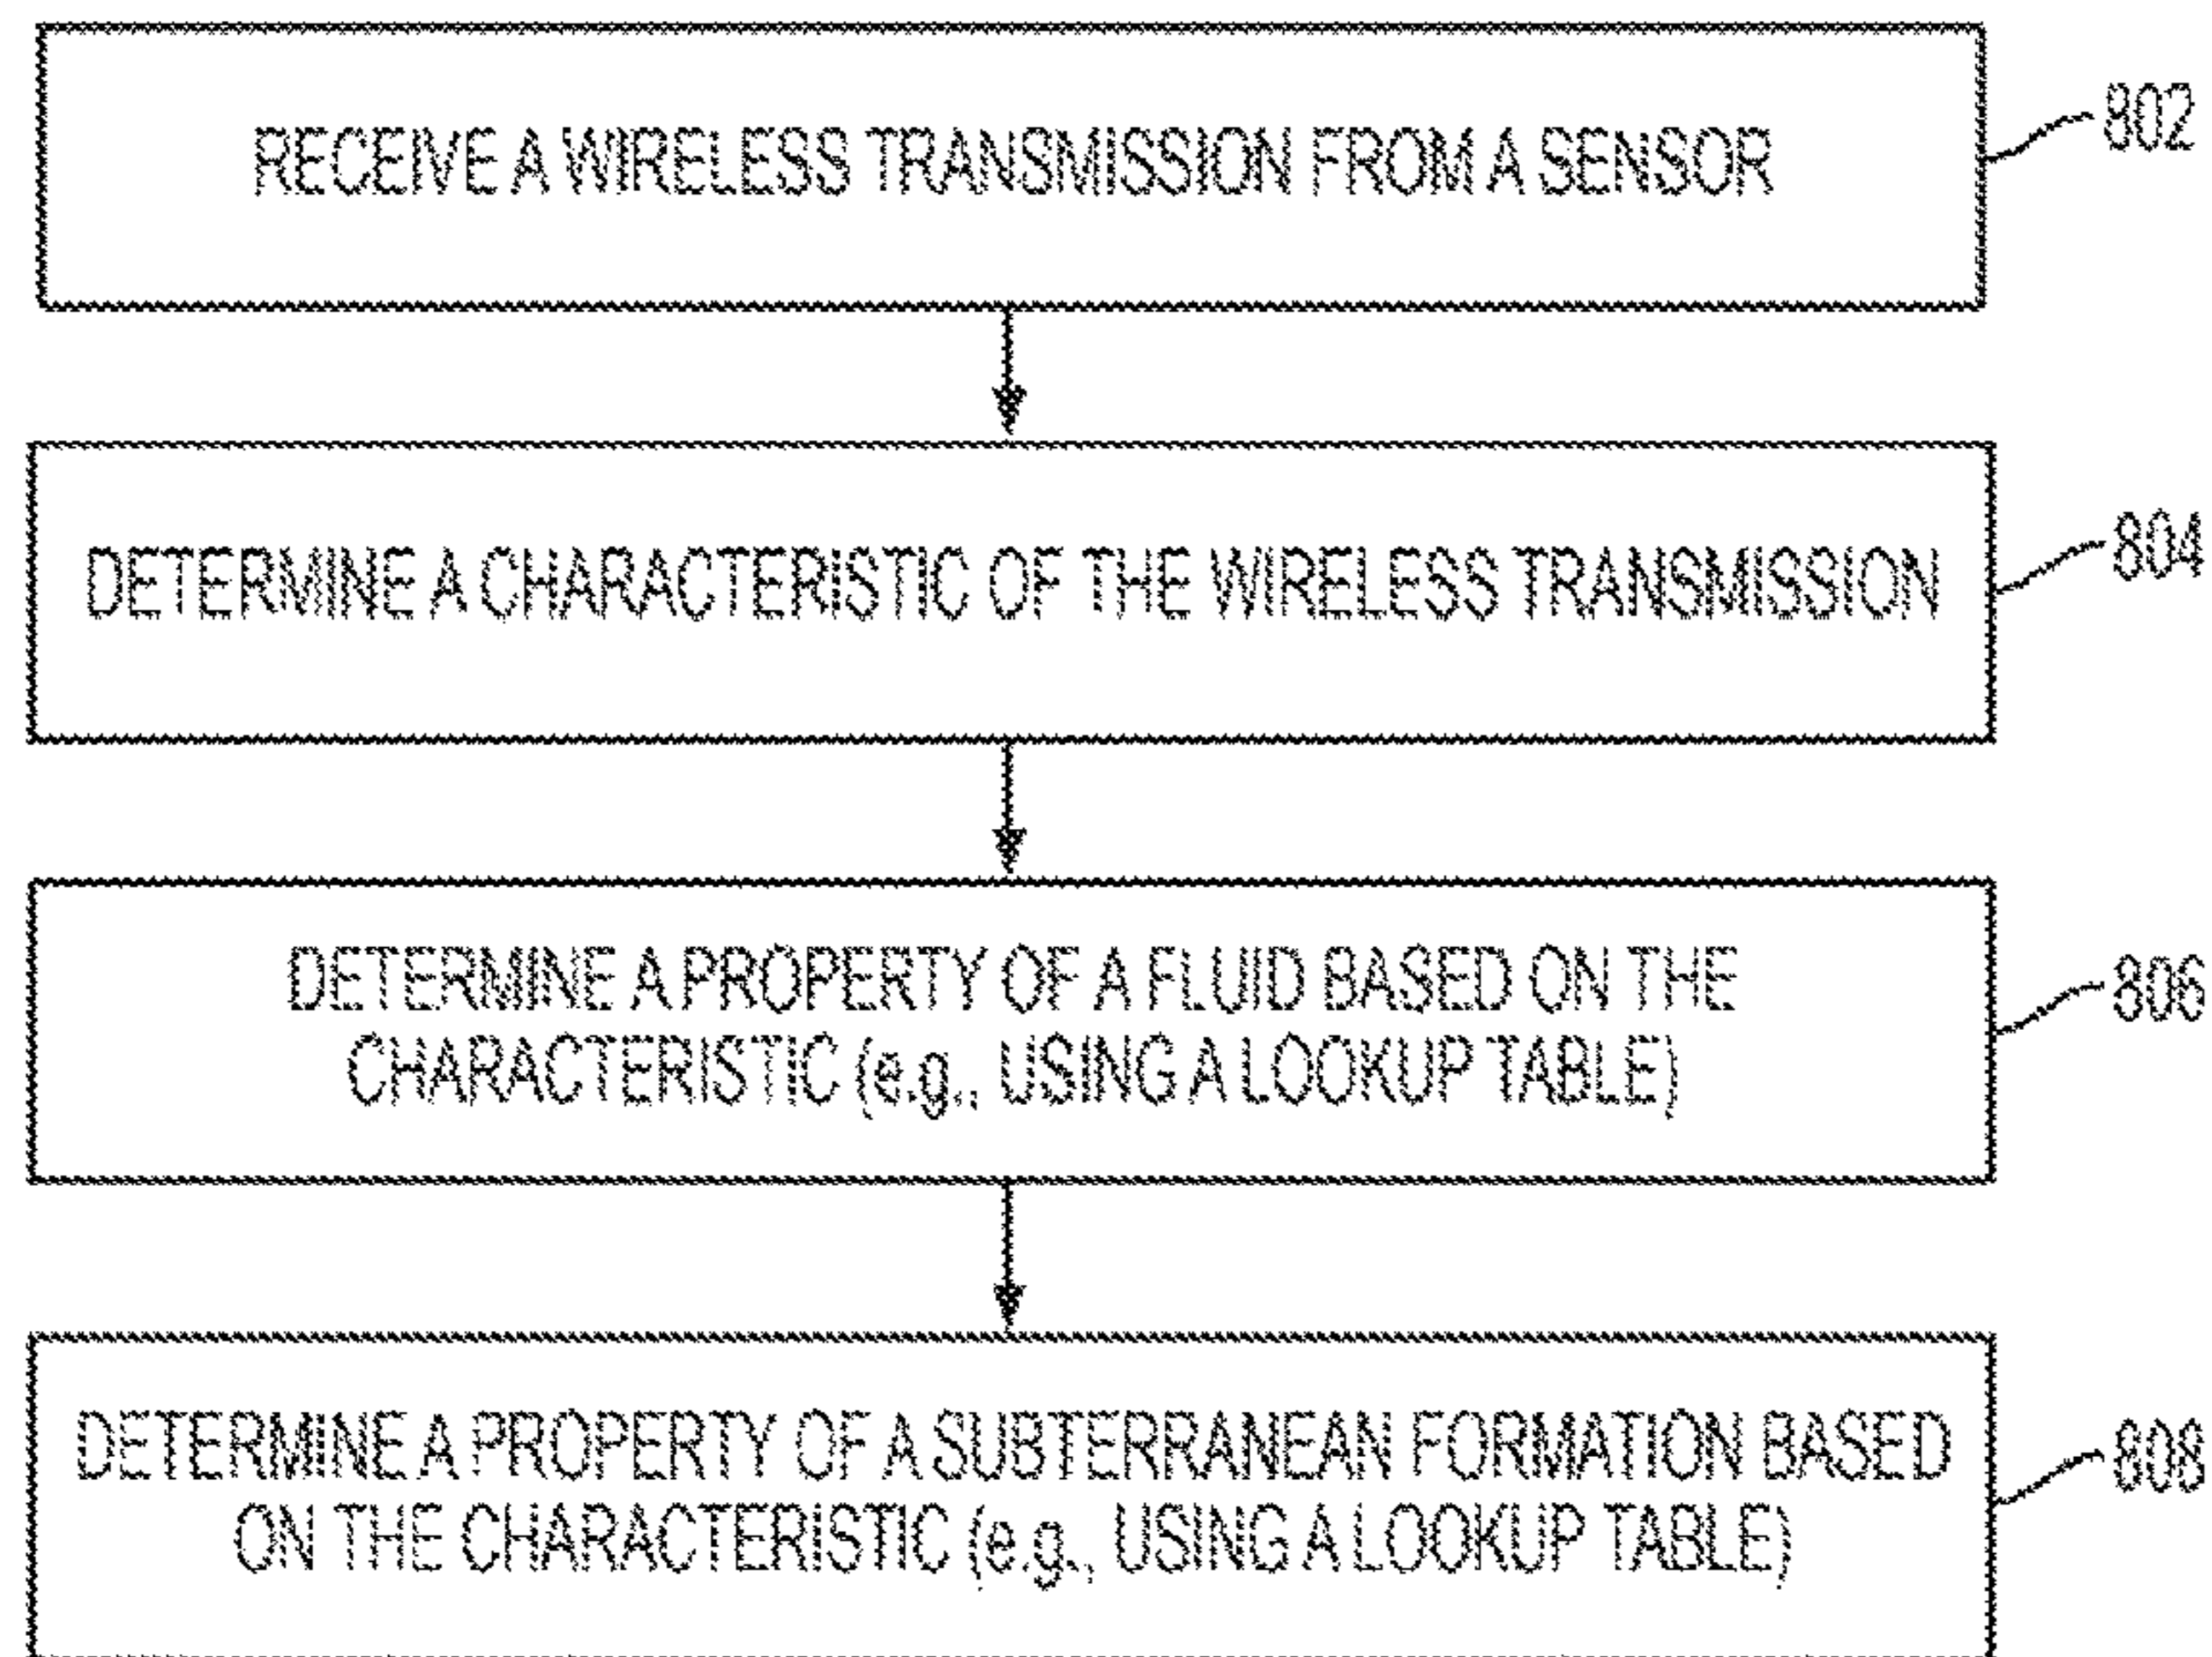 RECEIVE A WIRELESS TRANSMISSION FROM A SENSOR
802
DETERMINE A CHARACTERISTIC OF THE WIRELESS TRANSMISSION
804
DETERMINE A PROPERTY OF A FLUID BASED ON THE
CHARACTERISTIC (e.g., USING A LOOKUP TABLE)
806
DETERMINE A PROPERTY OF A SUBTERRANEAN FORMATION BASED
ON THE CHARACTERISTIC (e.g., USING A LOOKUP TABLE)
808